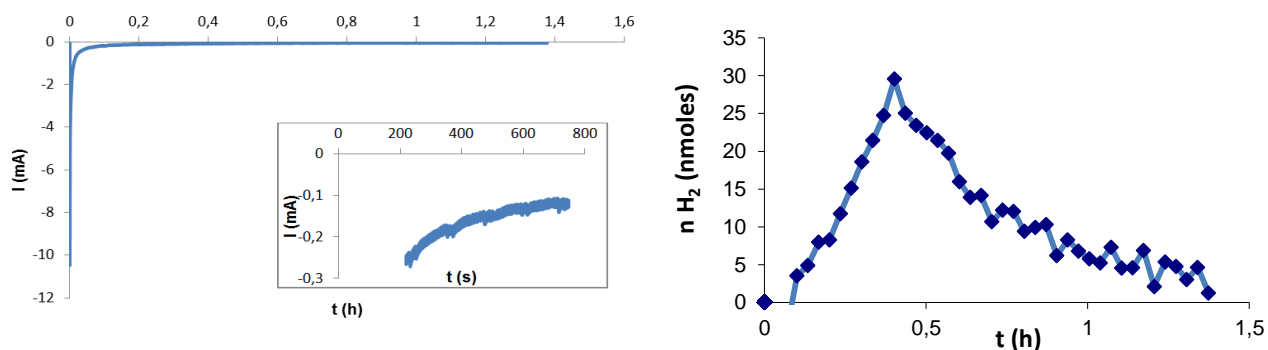 0 0,2 0,4 0,6 0,8 1 1,2 1,4 1,6
0
-2
-4
-6
-8
-10
-12
I (mA)
t (h)
0 200 400 600 800
0
-0,1
-0,2
-0,3
I (mA)
t (s)
35
30
25
20
15
10
5
0
n H₂ (nmoles)
0 0,5 1 1,5
t (h)